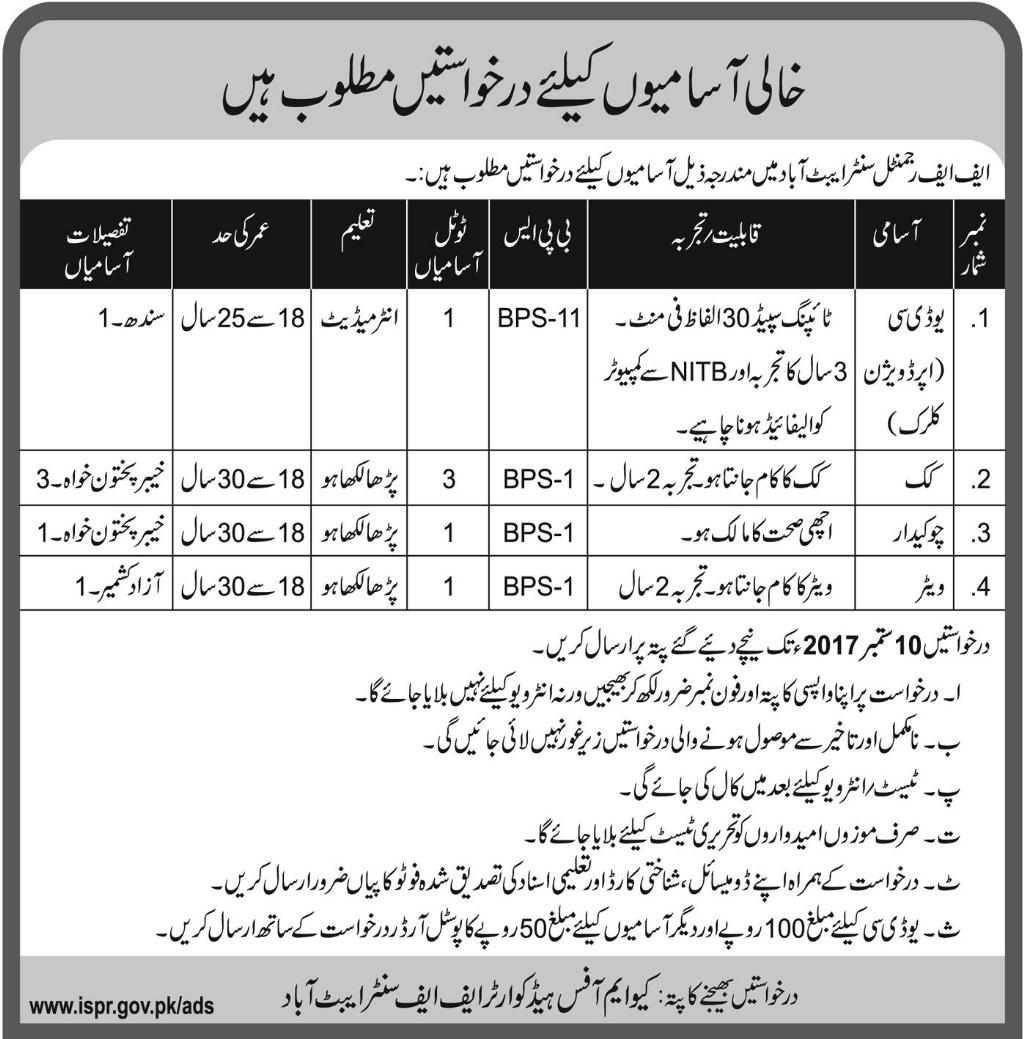 خالی آسامیوں کیلئے درخواستیں مطلوب ہیں
ایف ایف رجمنٹل سنٹر ایبٹ آباد میں مندرجہ ذیل آسامیوں کیلئے درخواستیں مطلوب ہیں:۔
نمبر شمار آسامی قابلیت/تجربہ بی پی ایس ٹوٹل آسامیاں تعلیم عمر کی حد تفصیلات آسامیاں
1. یو ڈی سی ٹائپنگ سپیڈ 30 الفاظ فی منٹ۔ BPS-11 1 انٹرمیڈیٹ 18 سے 25 سال سندھ۔1
(اپر ڈویژن 3 سال کا تجربہ اور NITB سے کمپیوٹر
کلرک) کوالیفائیڈ ہونا چاہیے۔
2. کک کک کا کام جانتا ہو۔ تجربہ 2 سال ۔ BPS-1 3 پڑھا لکھا ہو 18 سے 30 سال خیبر پختون خواہ۔3
3. چوکیدار اچھی صحت کا مالک ہو۔ BPS-1 1 پڑھا لکھا ہو 18 سے 30 سال خیبر پختون خواہ۔1
4. ویٹر ویٹر کا کام جانتا ہو۔ تجربہ 2 سال BPS-1 1 پڑھا لکھا ہو 18 سے 30 سال آزاد کشمیر۔1
درخواستیں 10 ستمبر 2017ء تک نیچے دئیے گئے پتہ پر ارسال کریں۔
ا۔ درخواست پر اپنا واپسی کا پتہ اور فون نمبر ضرور لکھ کر بھیجیں ورنہ انٹرویو کیلئے نہیں بلایا جائے گا۔
ب۔ نامکمل اور تاخیر سے موصول ہونے والی درخواستیں زیر غور نہیں لائی جائیں گی۔
پ۔ ٹیسٹ/انٹرویو کیلئے بعد میں کال کی جائے گی۔
ت۔ صرف موزوں امیدواروں کو تحریری ٹیسٹ کیلئے بلایا جائے گا۔
ٹ۔ درخواست کے ہمراہ اپنے ڈومیسائل، شناختی کارڈ اور تعلیمی اسناد کی تصدیق شدہ فوٹو کاپیاں ضرور ارسال کریں۔
ث۔ یو ڈی سی کیلئے مبلغ 100 روپے اور دیگر آسامیوں کیلئے مبلغ 50 روپے کا پوسٹل آرڈر درخواست کے ساتھ ارسال کریں۔
درخواستیں بھیجنے کا پتہ: کیو ایم آفس ہیڈ کوارٹر ایف ایف سنٹر ایبٹ آباد
www.ispr.gov.pk/ads